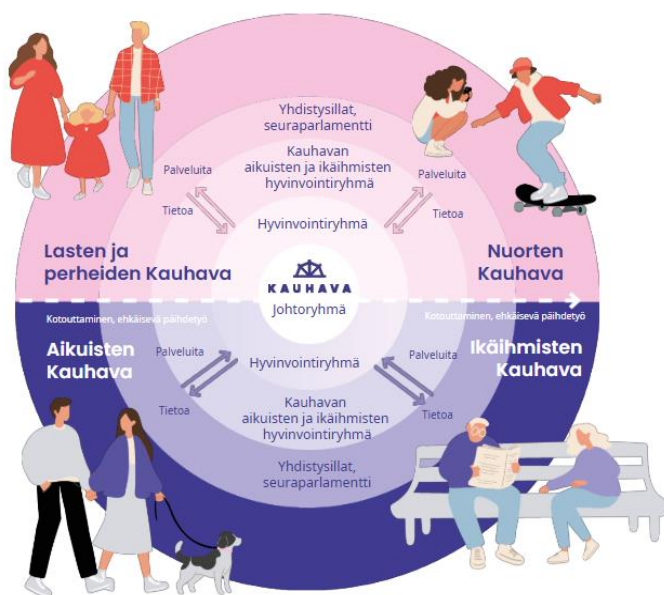 Yhdistysillat,
seuraparlamentti
Kauhavan
aikuisten ja ikäihmisten
hyvinvointiryhmä
Palveluita
Palveluita
Tietoa
Tietoa
Hyvinvointiryhmä
Lasten ja
perheiden Kauhava
Nuorten
Kauhava
KAUHAVA
Johtoryhmä
Kotouttaminen, ehkäisevä päihdetyö
Kotouttaminen, ehkäisevä päihdetyö
Aikuisten
Kauhava
Ikäihmisten
Kauhava
Palveluita
Palveluita
Hyvinvointiryhmä
Tietoa
Tietoa
Kauhavan
aikuisten ja ikäihmisten
hyvinvointiryhmä
Yhdistysillat,
seuraparlamentti